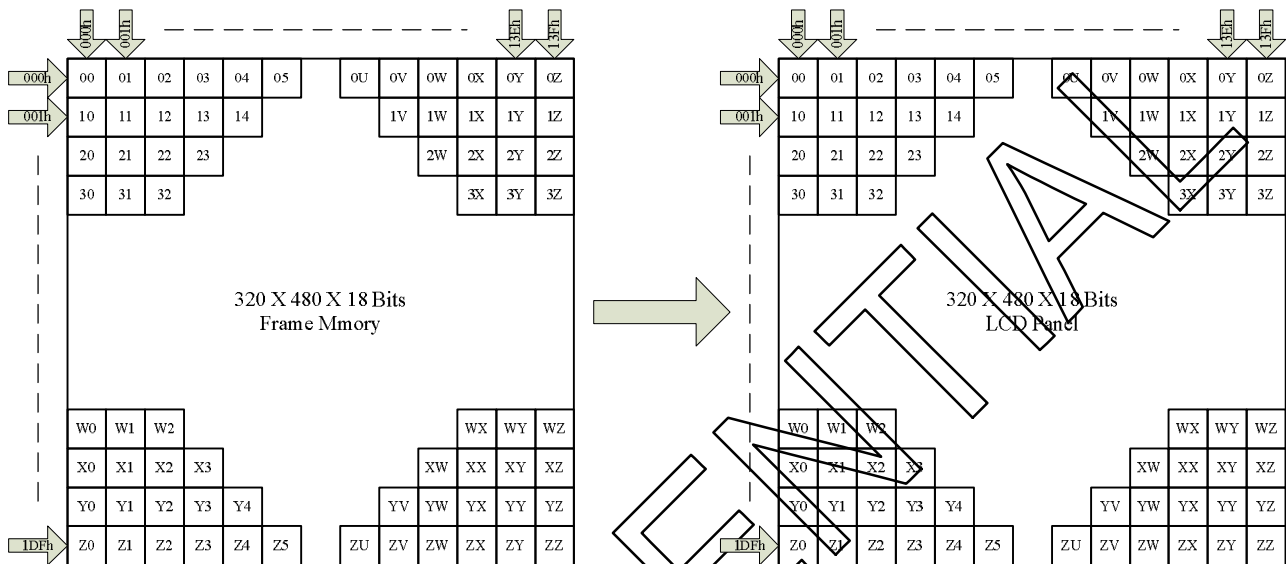 000h 001h 13Eh 13Fh 000h 001h 13Eh 13Fh
000h 00 01 02 03 04 05 0U 0V 0W 0X 0Y 0Z 000h 00 01 02 03 04 05 0U 0V 0W 0X 0Y 0Z
001h 10 11 12 13 14 1V 1W 1X 1Y 1Z 001h 10 11 12 13 14 1V 1W 1X 1Y 1Z
20 21 22 23 2W 2X 2Y 2Z 20 21 22 23 2W 2X 2Y 2Z
30 31 32 3X 3Y 3Z 30 31 32 3X 3Y 3Z
320 X 480 X 18 Bits 320 X 480 X 18 Bits
Frame Mmory LCD Panel
W0 W1 W2 WX WY WZ W0 W1 W2 WX WY WZ
X0 X1 X2 X3 XW XX XY XZ X0 X1 X2 X3 XW XX XY XZ
Y0 Y1 Y2 Y3 Y4 YV YW YX YY YZ Y0 Y1 Y2 Y3 Y4 YV YW YX YY YZ
1DFh Z0 Z1 Z2 Z3 Z4 Z5 ZU ZV ZW ZX ZY ZZ 1DFh Z0 Z1 Z2 Z3 Z4 Z5 ZU ZV ZW ZX ZY ZZ
ENTIAL